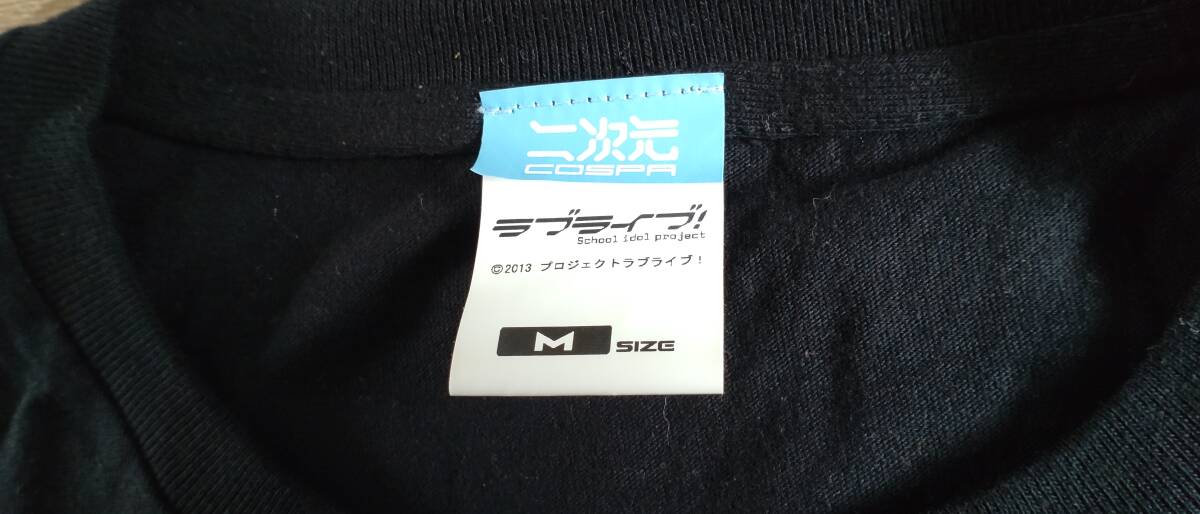 二次元
COSPA
ラブライブ!
School idol project
©2013 プロジェクトラブライブ!
M SIZE